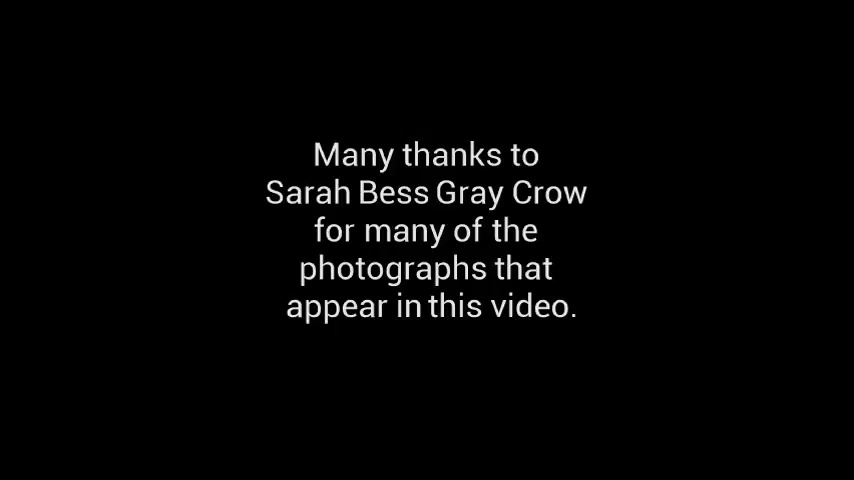 Many thanks to
Sarah Bess Gray Crow
for many of the
photographs that
appear in this video.